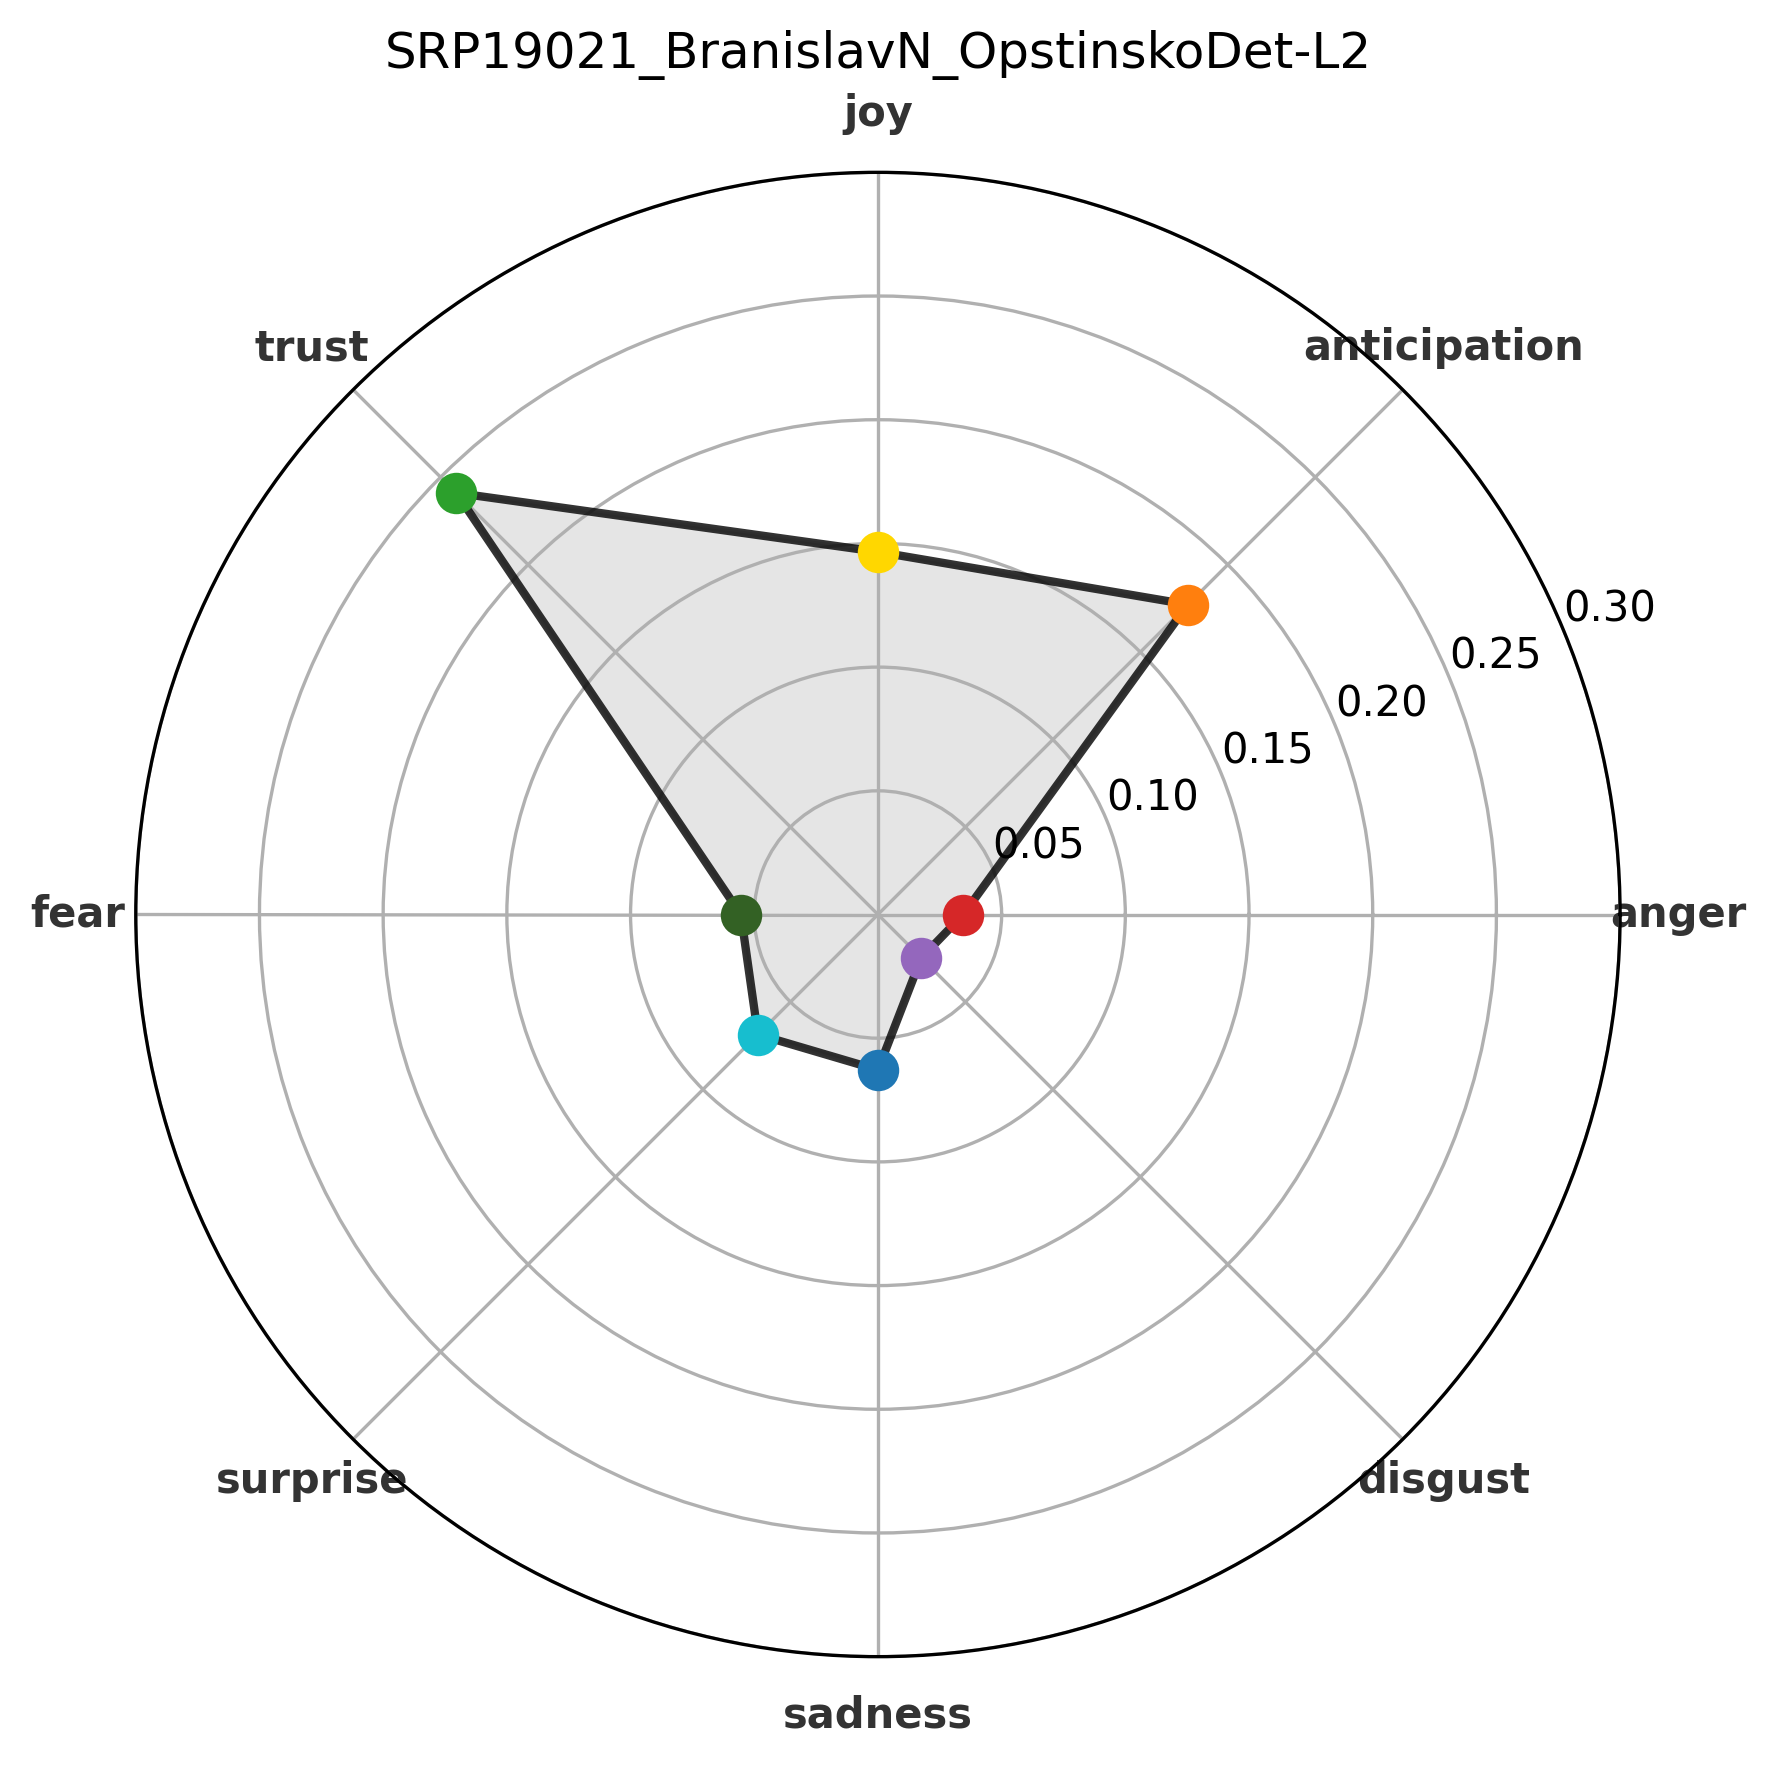 SRP19021_BranislavN_OpstinskoDet-L2
joy
trust
anticipation
0.30
0.25
0.20
0.15
0.10
0.05
fear
anger
surprise
disgust
sadness